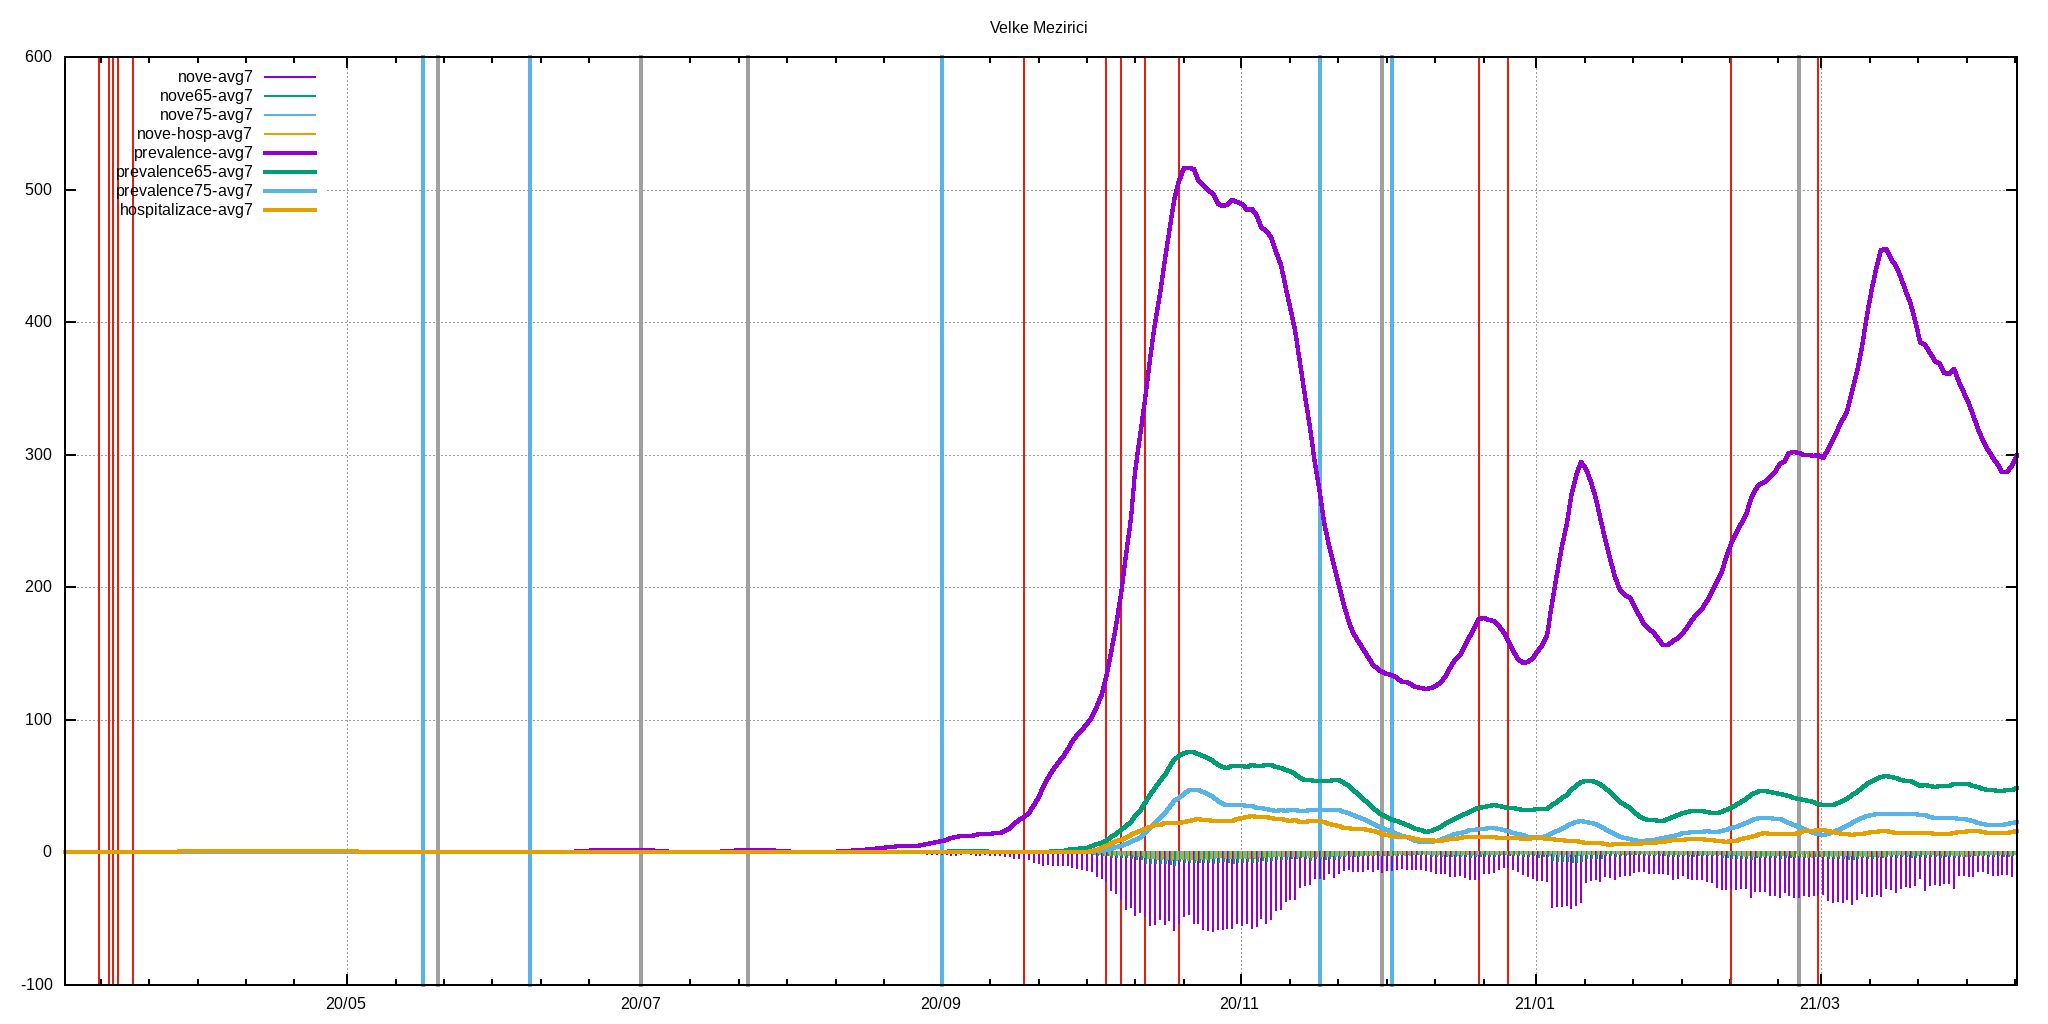 Velke Mezirici
600
500
400
300
200
100
0
-100
nove-avg7
nove65-avg7
nove75-avg7
nove-hosp-avg7
prevalence-avg7
prevalence65-avg7
prevalence75-avg7
hospitalizace-avg7
20/05 20/07 20/09 20/11 21/01 21/03